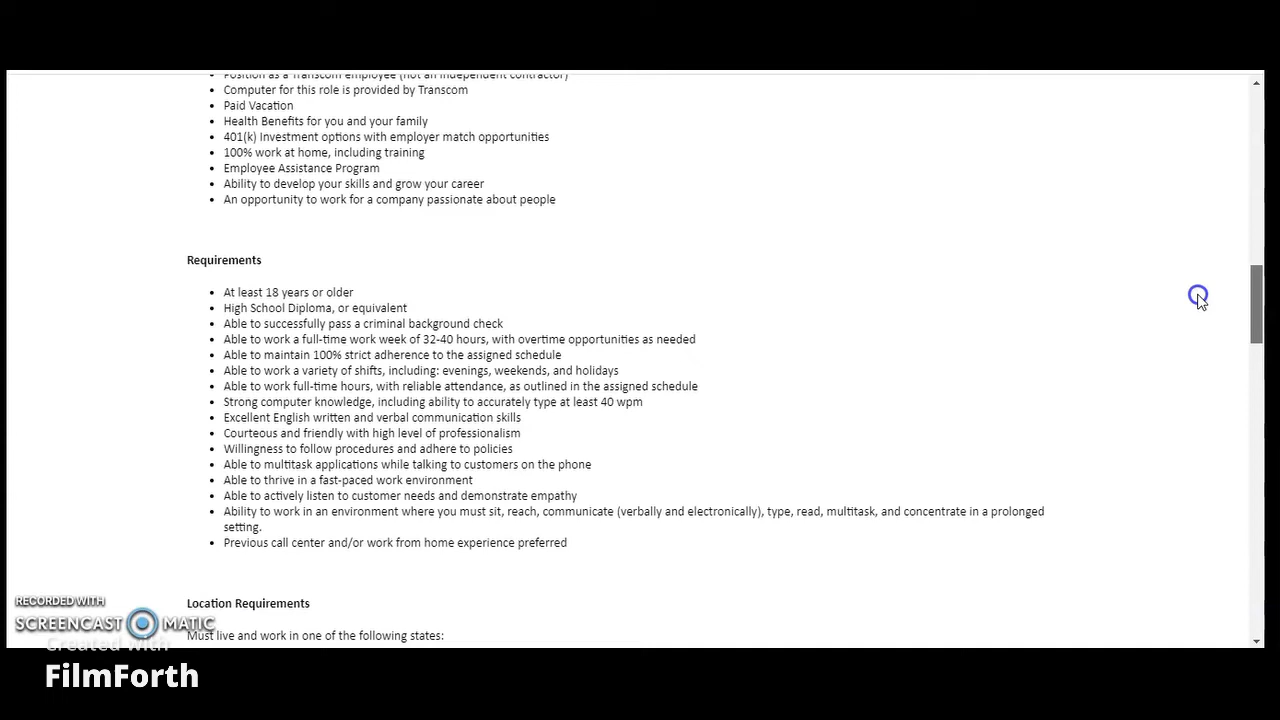 Position as a Transcom employee (not an independent contractor)
Computer for this role is provided by Transcom
Paid Vacation
Health Benefits for you and your family
401(k) Investment options with employer match opportunities
100% work at home, including training
Employee Assistance Program
Ability to develop your skills and grow your career
An opportunity to work for a company passionate about people
Requirements
At least 18 years or older
High School Diploma, or equivalent
Able to successfully pass a criminal background check
Able to work a full-time work week of 32-40 hours, with overtime opportunities as needed
Able to maintain 100% strict adherence to the assigned schedule
Able to work a variety of shifts, including: evenings, weekends, and holidays
Able to work full-time hours, with reliable attendance, as outlined in the assigned schedule
Strong computer knowledge, including ability to accurately type at least 40 wpm
Excellent English written and verbal communication skills
Courteous and friendly with high level of professionalism
Willingness to follow procedures and adhere to policies
Able to multitask applications while talking to customers on the phone
Able to thrive in a fast-paced work environment
Able to actively listen to customer needs and demonstrate empathy
Ability to work in an environment where you must sit, reach, communicate (verbally and electronically), type, read, multitask, and concentrate in a prolonged
setting.
Previous call center and/or work from home experience preferred
Location Requirements
Must live and work in one of the following states:
RECORDED WITH
SCREENCAST MATIC
Created with
FilmForth